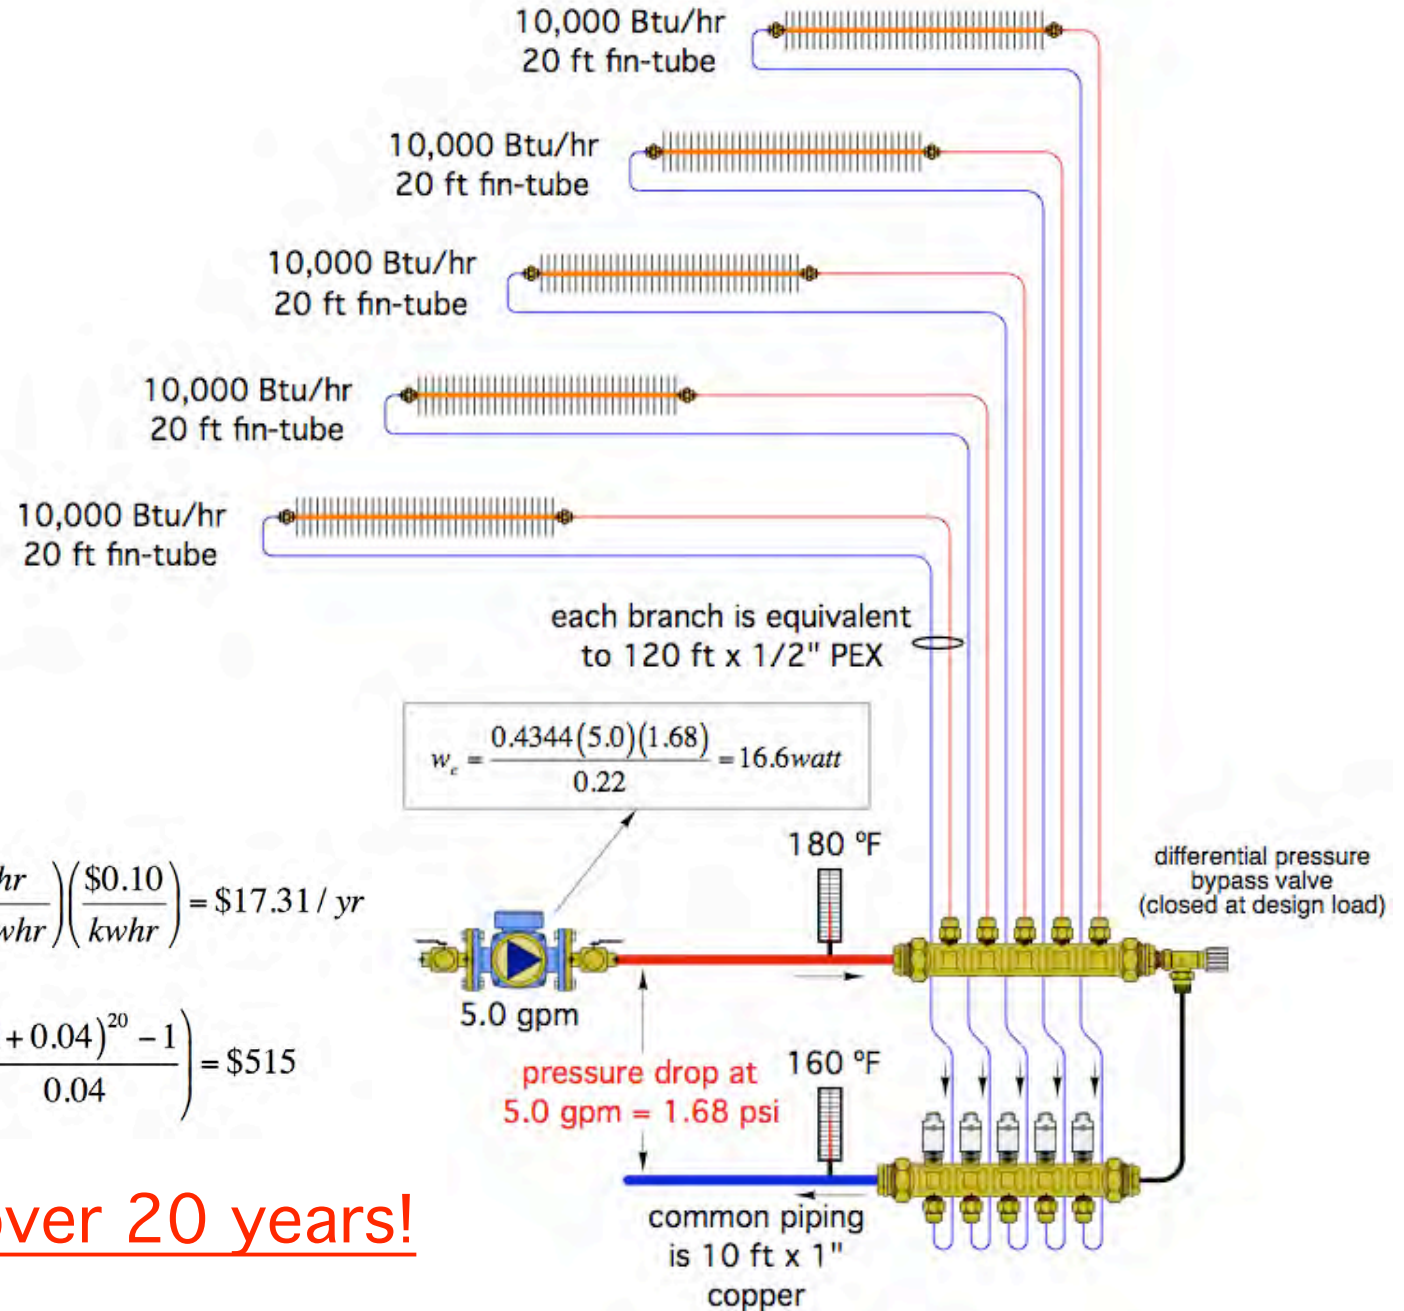 10,000 Btu/hr
20 ft fin-tube
10,000 Btu/hr
20 ft fin-tube
10,000 Btu/hr
20 ft fin-tube
10,000 Btu/hr
20 ft fin-tube
10,000 Btu/hr
20 ft fin-tube
each branch is equivalent
to 120 ft x 1/2" PEX
w_e = 0.4344(5.0)(1.68) / 0.22 = 16.6watt
180 ºF
differential pressure
bypass valve
(closed at design load)
hr/whr)($0.10/kwhr) = $17.31 / yr
5.0 gpm
+ 0.04)^20 − 1 / 0.04) = $515
160 ºF
pressure drop at
5.0 gpm = 1.68 psi
over 20 years!
common piping
is 10 ft x 1"
copper